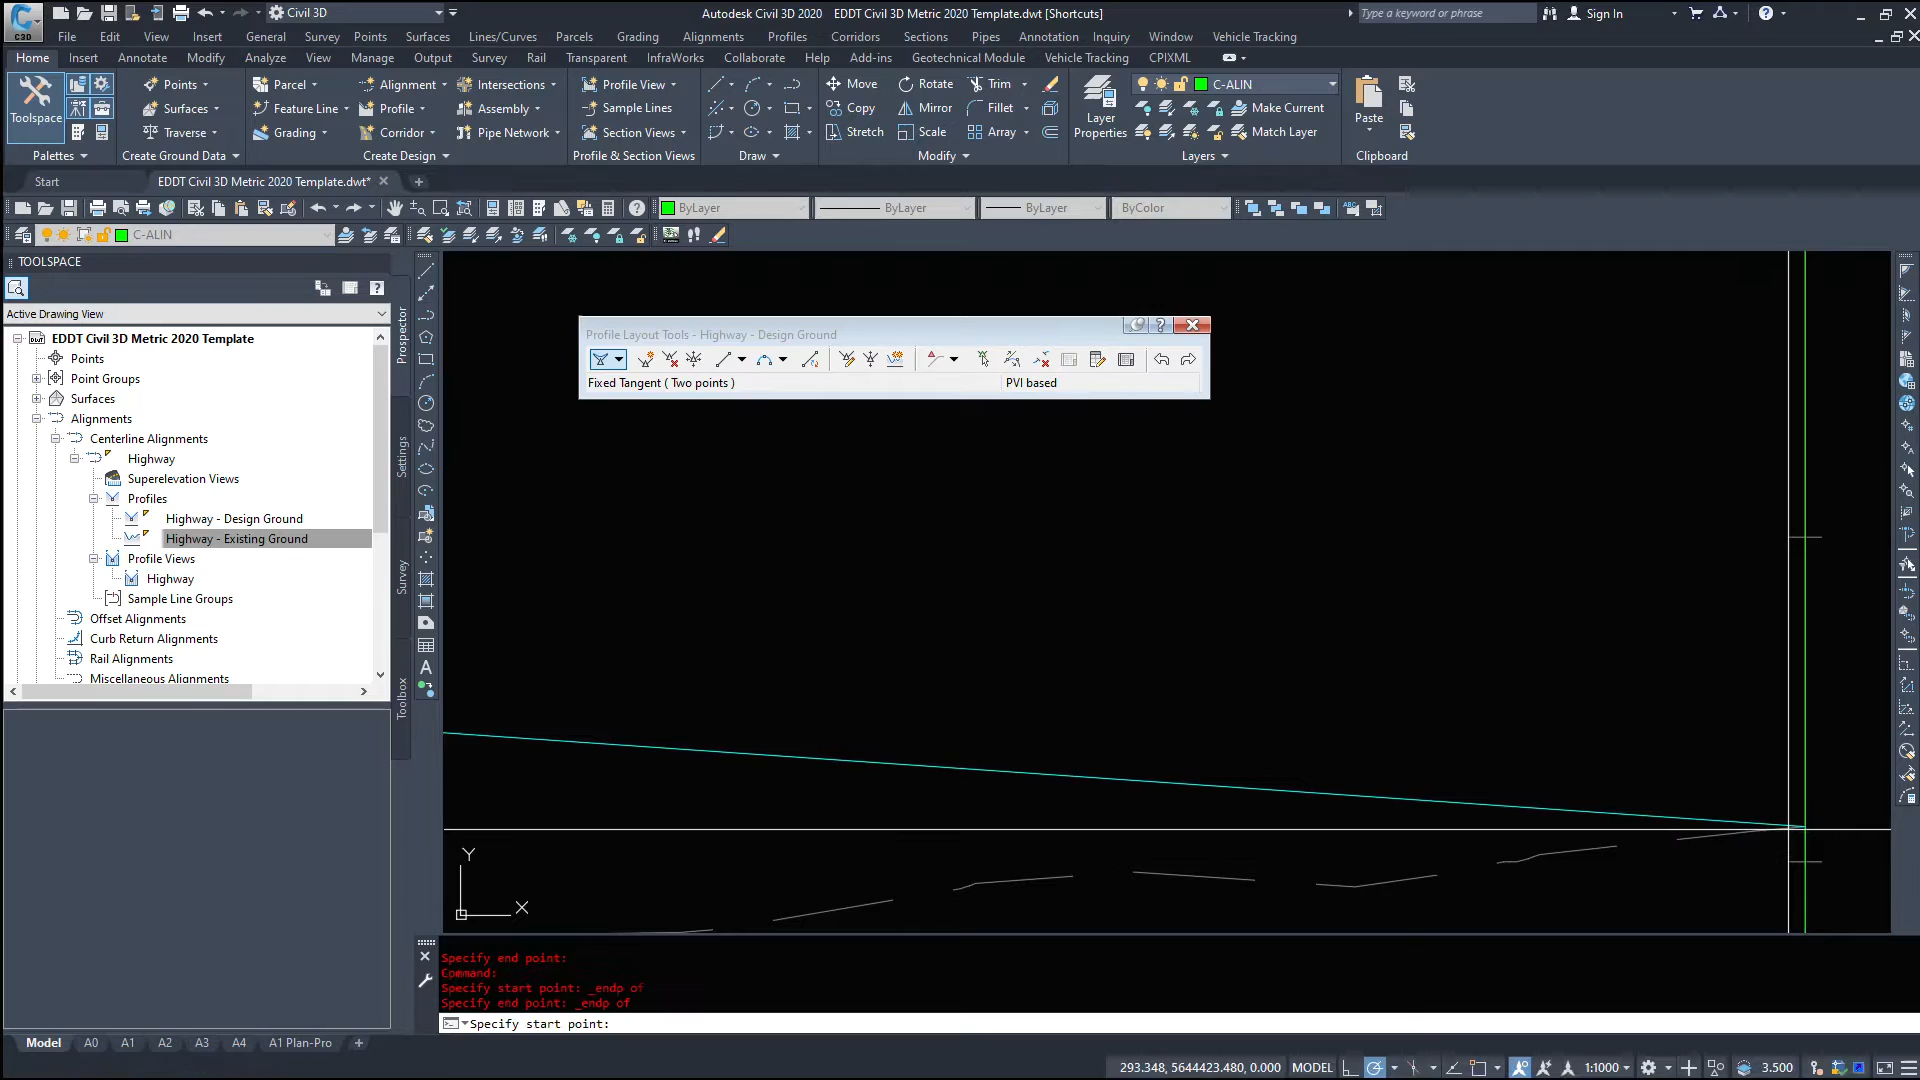 C3D
Civil 3D
Autodesk Civil 3D 2020 EDDT Civil 3D Metric 2020 Template.dwt [Shortcuts]
Type a keyword or phrase
Sign In
File Edit View Insert General Survey Points Surfaces Lines/Curves Parcels Grading Alignments Profiles Corridors Sections Pipes Annotation Inquiry Window Vehicle Tracking
Home Insert Annotate Modify Analyze View Manage Output Survey Rail Transparent InfraWorks Collaborate Help Add-ins Geotechnical Module Vehicle Tracking CPIXML
Points Parcel Alignment Intersections Profile View Move Rotate Trim C-ALIN
Surfaces Feature Line Profile Assembly Sample Lines Copy Mirror Fillet Make Current
Toolspace Layer Properties Paste
Traverse Grading Corridor Pipe Network Section Views Stretch Scale Array Match Layer
Palettes Create Ground Data Create Design Profile & Section Views Draw Modify Layers Clipboard
Start EDDT Civil 3D Metric 2020 Template.dwt*
ByLayer ByLayer ByLayer ByColor
C-ALIN
TOOLSPACE
Active Drawing View
EDDT Civil 3D Metric 2020 Template
Points
Point Groups
Surfaces
Alignments
Centerline Alignments
Highway
Superelevation Views
Profiles
Highway - Design Ground
Highway - Existing Ground
Profile Views
Highway
Sample Line Groups
Offset Alignments
Curb Return Alignments
Rail Alignments
Miscellaneous Alignments
Prospector
Settings
Survey
Toolbox
Profile Layout Tools - Highway - Design Ground
Fixed Tangent ( Two points ) PVI based
Y
X
Specify end point:
Command:
Specify start point: _endp of
Specify end point: _endp of
Specify start point:
Model A0 A1 A2 A3 A4 A1 Plan-Pro
293.348, 5644423.480, 0.000 MODEL 1:1000 3.500